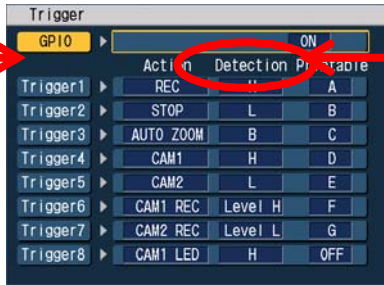 Trigger
GPIO ON
Action Detection
Trigger1 REC H A
Trigger2 STOP L B
Trigger3 AUTO ZOOM B C
Trigger4 CAM1 H D
Trigger5 CAM2 L E
Trigger6 CAM1 REC Level H F
Trigger7 CAM2 REC Level L G
Trigger8 CAM1 LED H OFF